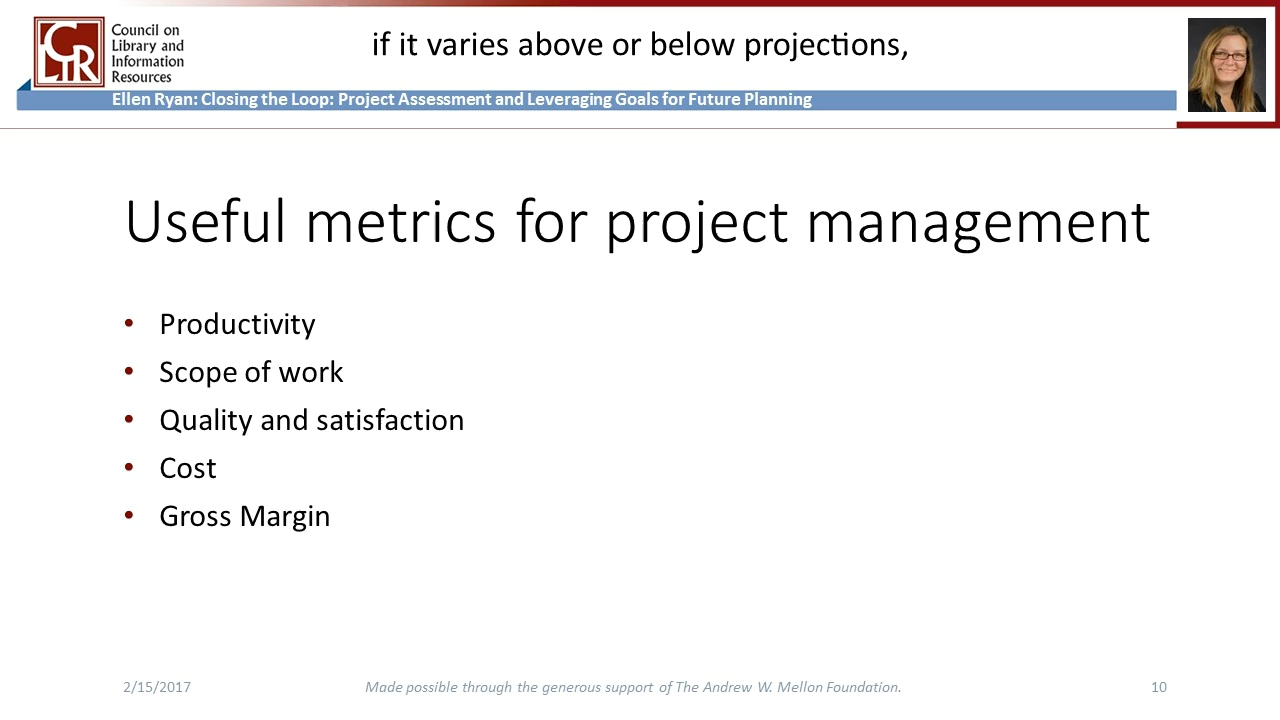 CLIR
Council on
Library and
Information
Resources
if it varies above or below projections,
Ellen Ryan: Closing the Loop: Project Assessment and Leveraging Goals for Future Planning
Useful metrics for project management
• Productivity
• Scope of work
• Quality and satisfaction
• Cost
• Gross Margin
2/15/2017
Made possible through the generous support of The Andrew W. Mellon Foundation.
10